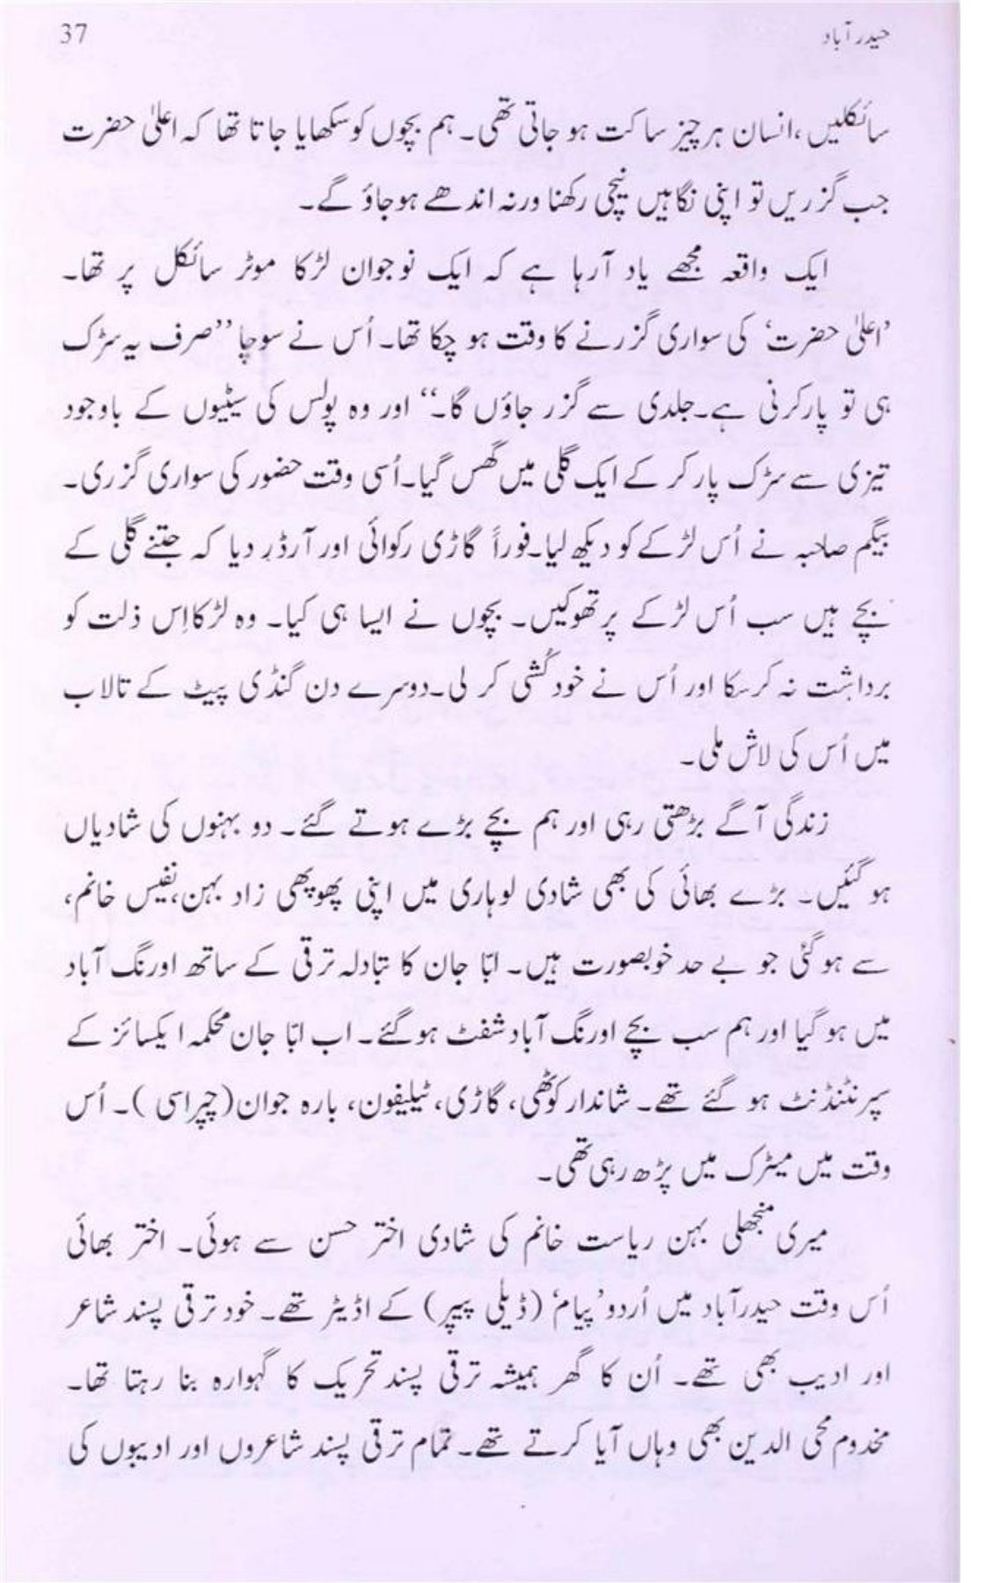 حیدرآباد 37
سائکلیں، انسان ہر چیز ساکت ہو جاتی تھی۔ ہم بچوں کو سکھایا جاتا تھا کہ اعلیٰ حضرت
جب گزریں تو اپنی نگاہیں نیچی رکھنا ورنہ اندھے ہو جاؤ گے۔
ایک واقعہ مجھے یاد آرہا ہے کہ ایک نوجوان لڑکا موٹر سائکل پر تھا۔
’اعلیٰ حضرت‘ کی سواری گزرنے کا وقت ہو چکا تھا۔ اُس نے سوچا ’’صرف یہ سڑک
ہی تو پار کرنی ہے۔ جلدی سے گزر جاؤں گا۔‘‘ اور وہ پولس کی سیٹیوں کے باوجود
تیزی سے سڑک پار کر کے ایک گلی میں گھس گیا۔ اُسی وقت حضور کی سواری گزری۔
بیگم صاحبہ نے اُس لڑکے کو دیکھ لیا۔ فوراً گاڑی رکوائی اور آرڈر دیا کہ جتنے گلی کے
بچے ہیں سب اُس لڑکے پر تھوکیں۔ بچوں نے ایسا ہی کیا۔ وہ لڑکا اِس ذلت کو
برداشت نہ کر سکا اور اُس نے خود کُشی کر لی۔ دوسرے دن گنڈی پیٹ کے تالاب
میں اُس کی لاش ملی۔
زندگی آگے بڑھتی رہی اور ہم بچے بڑے ہوتے گئے۔ دو بہنوں کی شادیاں
ہو گئیں۔ بڑے بھائی کی بھی شادی لوہاری میں اپنی پھوپھی زاد بہن، نفیس خانم،
سے ہو گئی جو بے حد خوبصورت ہیں۔ ابّا جان کا تبادلہ ترقی کے ساتھ اورنگ آباد
میں ہو گیا اور ہم سب بچے اورنگ آباد شفٹ ہو گئے۔ اب ابّا جان محکمہ ایکسائز کے
سپرنٹنڈنٹ ہو گئے تھے۔ شاندار کوٹھی، گاڑی، ٹیلیفون، بارہ جوان (چپراسی)۔ اُس
وقت میں میٹرک میں پڑھ رہی تھی۔
میری منجھلی بہن ریاست خانم کی شادی اختر حسن سے ہوئی۔ اختر بھائی
اُس وقت حیدرآباد میں اُردو ’پیام‘ (ڈیلی پیپر) کے اڈیٹر تھے۔ خود ترقی پسند شاعر
اور ادیب بھی تھے۔ اُن کا گھر ہمیشہ ترقی پسند تحریک کا گہوارہ بنا رہتا تھا۔
مخدوم محی الدین بھی وہاں آیا کرتے تھے۔ تمام ترقی پسند شاعروں اور ادیبوں کی